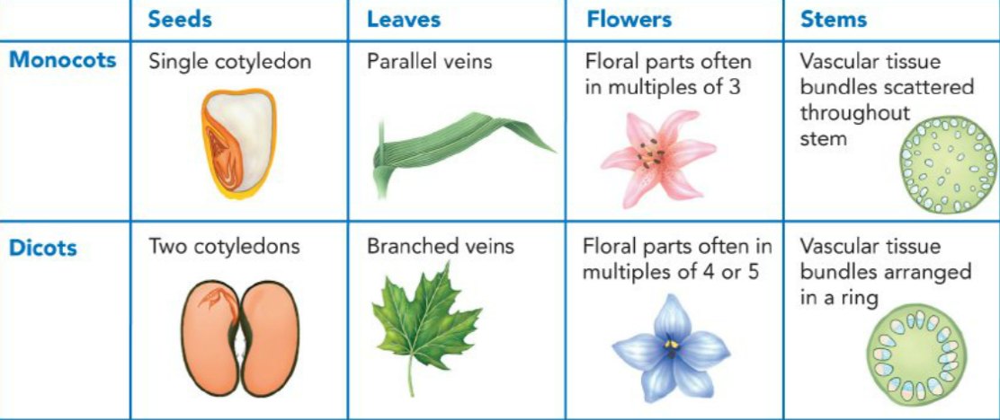 Seeds
Leaves
Flowers
Stems
Monocots
Single cotyledon
Parallel veins
Floral parts often
in multiples of 3
Vascular tissue
bundles scattered
throughout
stem
Dicots
Two cotyledons
Branched veins
Floral parts often in
multiples of 4 or 5
Vascular tissue
bundles arranged
in a ring